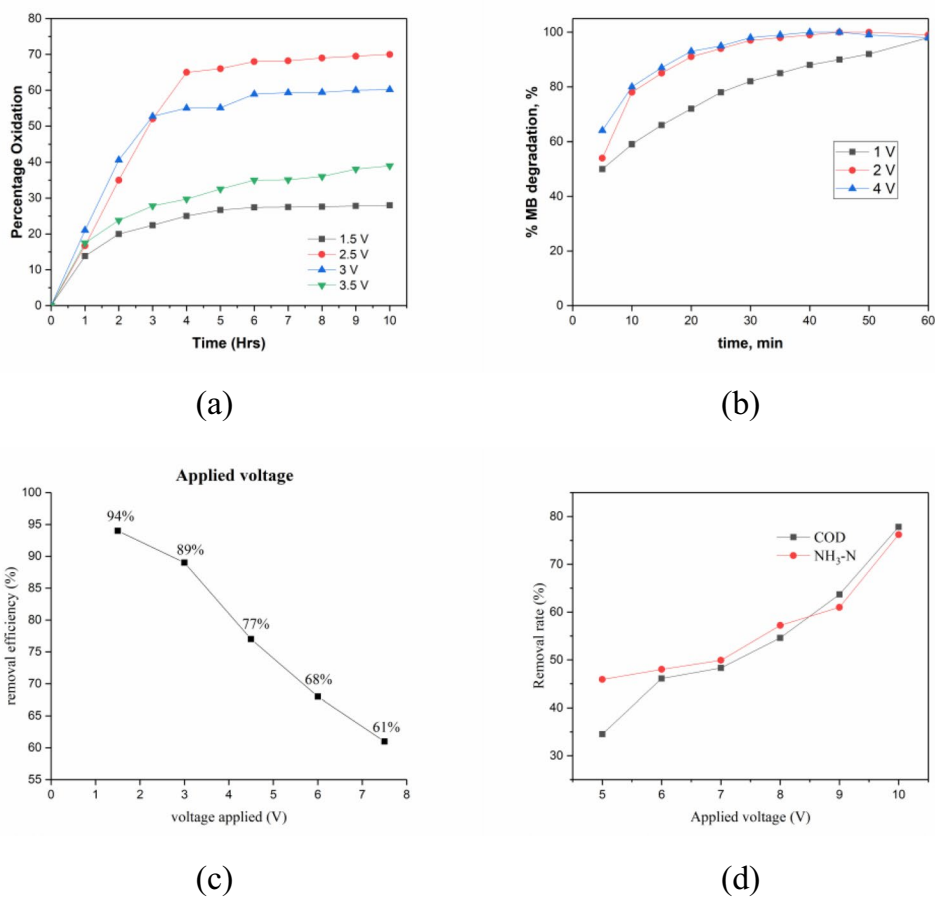 80
70
60
50
40
30
20
10
0
Percentage Oxidation
1.5 V
2.5 V
3 V
3.5 V
0 1 2 3 4 5 6 7 8 9 10
Time (Hrs)
(a)
100
80
60
40
20
0
% MB degradation, %
1 V
2 V
4 V
0 10 20 30 40 50 60
time, min
(b)
Applied voltage
100
95
90
85
80
75
70
65
60
55
removal efficiency (%)
94%
89%
77%
68%
61%
0 1 2 3 4 5 6 7 8
voltage applied (V)
(c)
80
70
60
50
40
30
Removal rate (%)
COD
NH₃-N
5 6 7 8 9 10
Applied voltage (V)
(d)